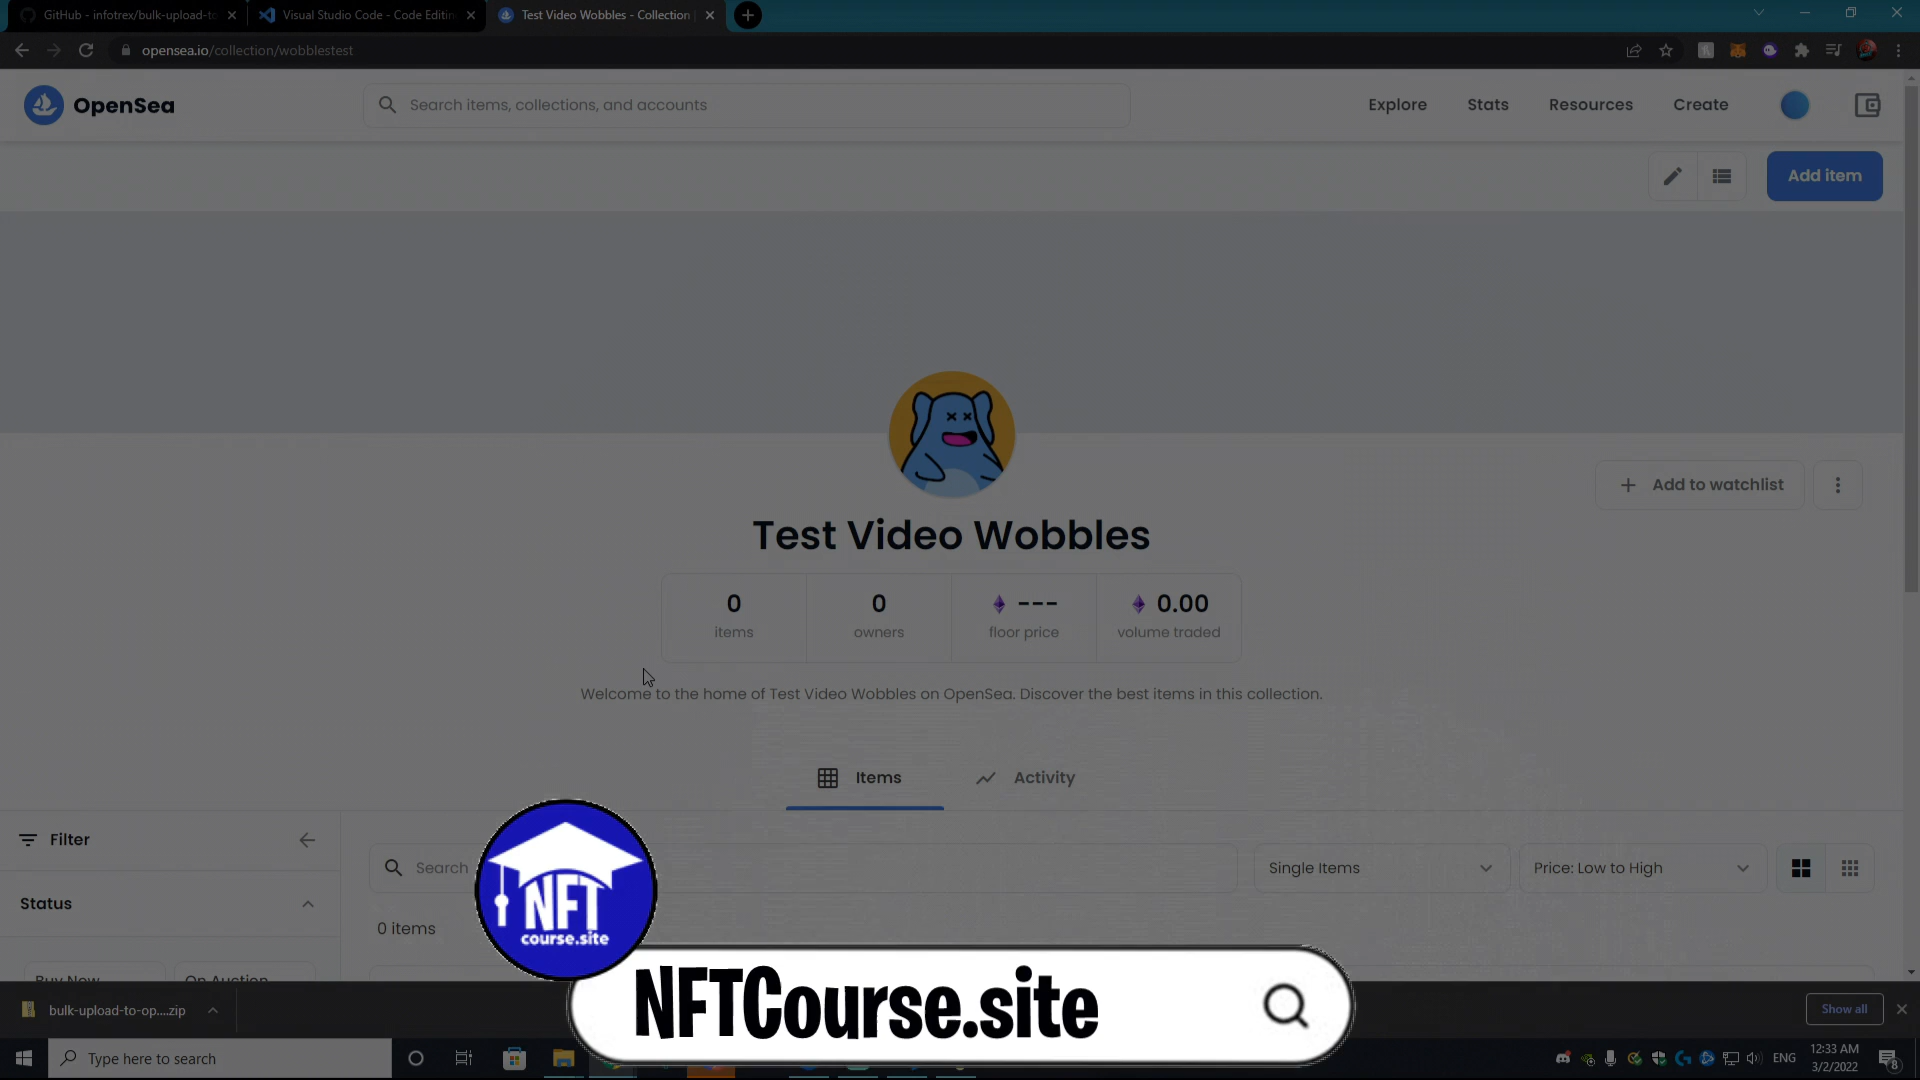 GitHub - infotrex/bulk-upload-to
Visual Studio Code - Code Editin
Test Video Wobbles - Collection
opensea.io/collection/wobblestest
OpenSea
Search items, collections, and accounts
Explore
Stats
Resources
Create
Add item
Add to watchlist
Test Video Wobbles
0
0
---
0.00
items
owners
floor price
volume traded
Welcome to the home of Test Video Wobbles on OpenSea. Discover the best items in this collection.
Items
Activity
Filter
Search
Single Items
Price: Low to High
Status
0 items
Buy Now
On Auction
NFT
course.site
NFTCourse.site
bulk-upload-to-op....zip
Show all
Type here to search
ENG
12:33 AM
3/2/2022
8